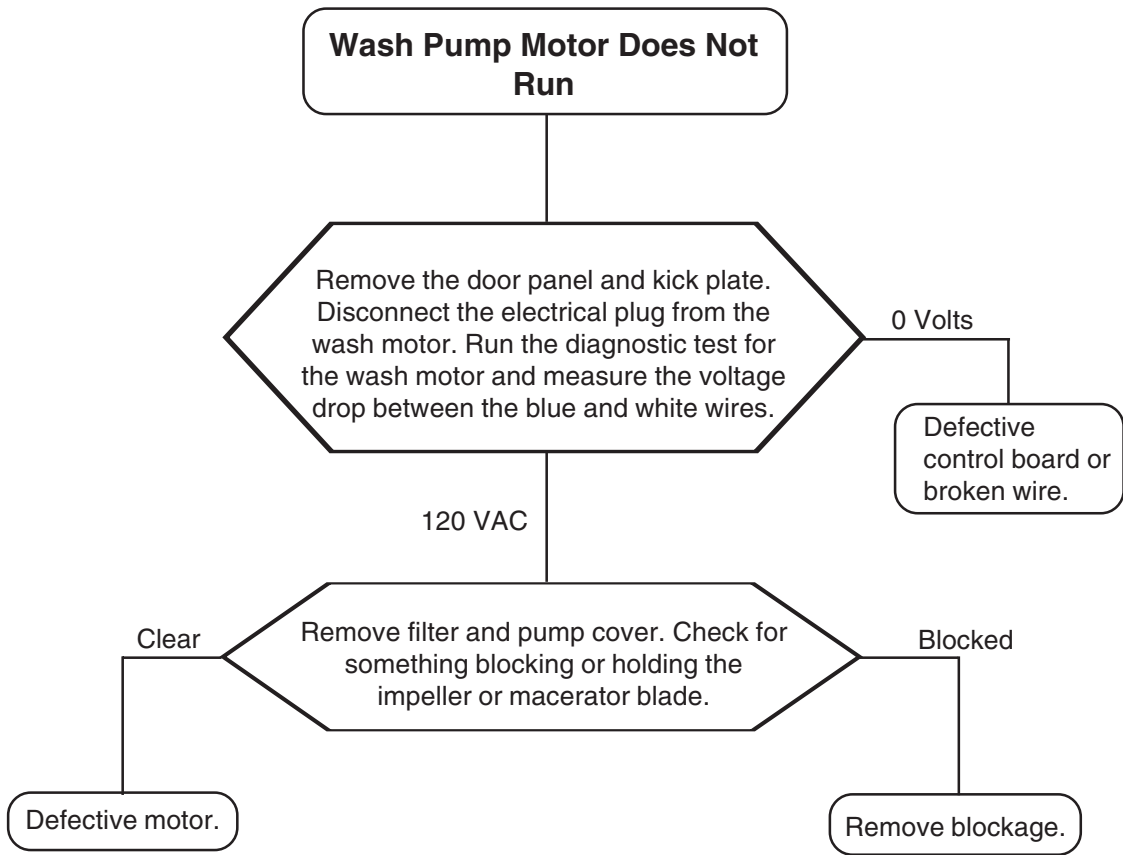 Wash Pump Motor Does Not
Run
Remove the door panel and kick plate.
Disconnect the electrical plug from the
wash motor. Run the diagnostic test for
the wash motor and measure the voltage
drop between the blue and white wires.
0 Volts
Defective
control board or
broken wire.
120 VAC
Remove filter and pump cover. Check for
something blocking or holding the
impeller or macerator blade.
Clear
Blocked
Defective motor.
Remove blockage.